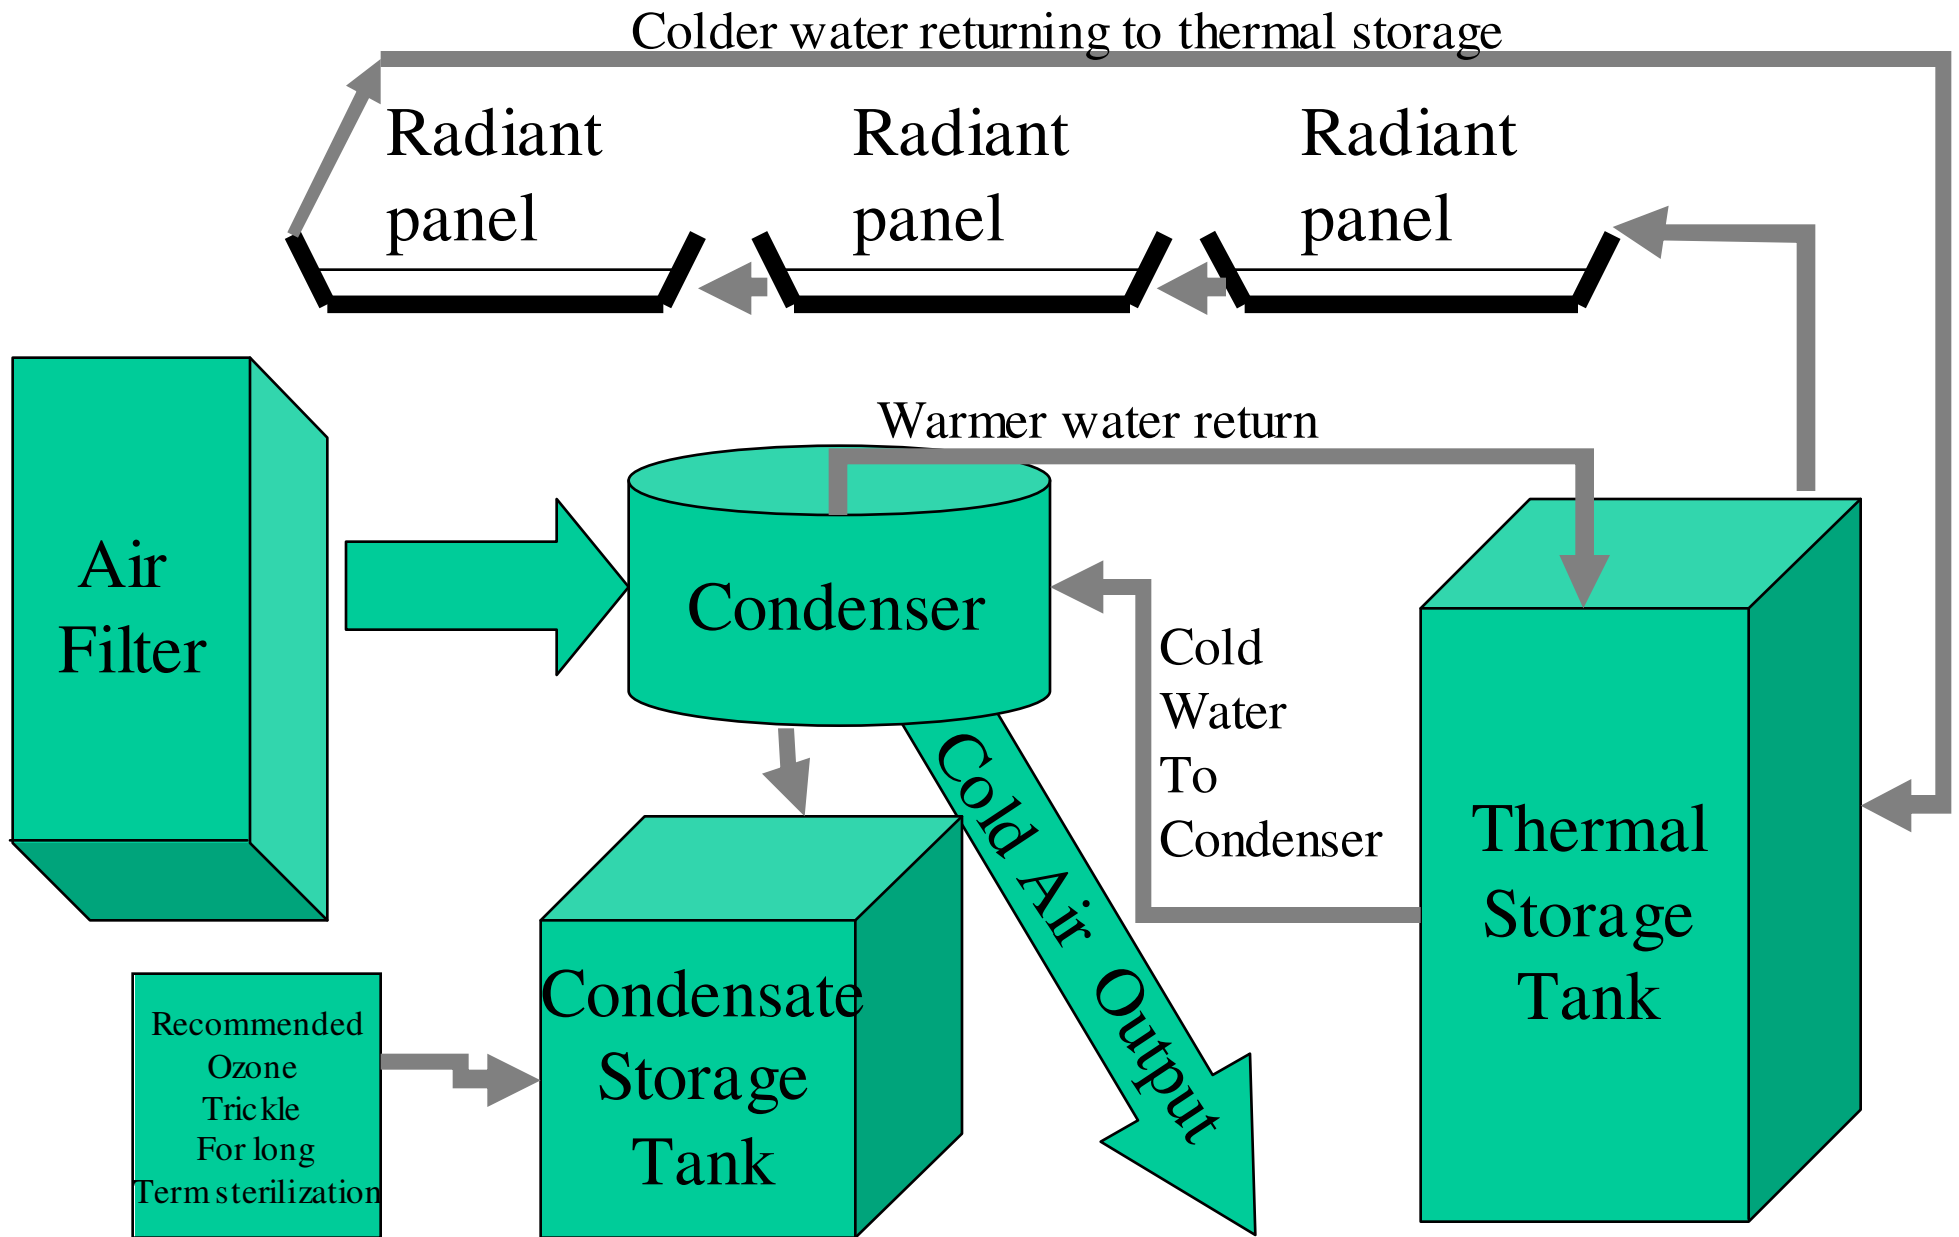 Colder water returning to thermal storage
Radiant
panel
Radiant
panel
Radiant
panel
Warmer water return
Air
Filter
Condenser
Cold
Water
To
Condenser
Cold Air Output
Thermal
Storage
Tank
Condensate
Storage
Tank
Recommended
Ozone
Trickle
For long
Term sterilization